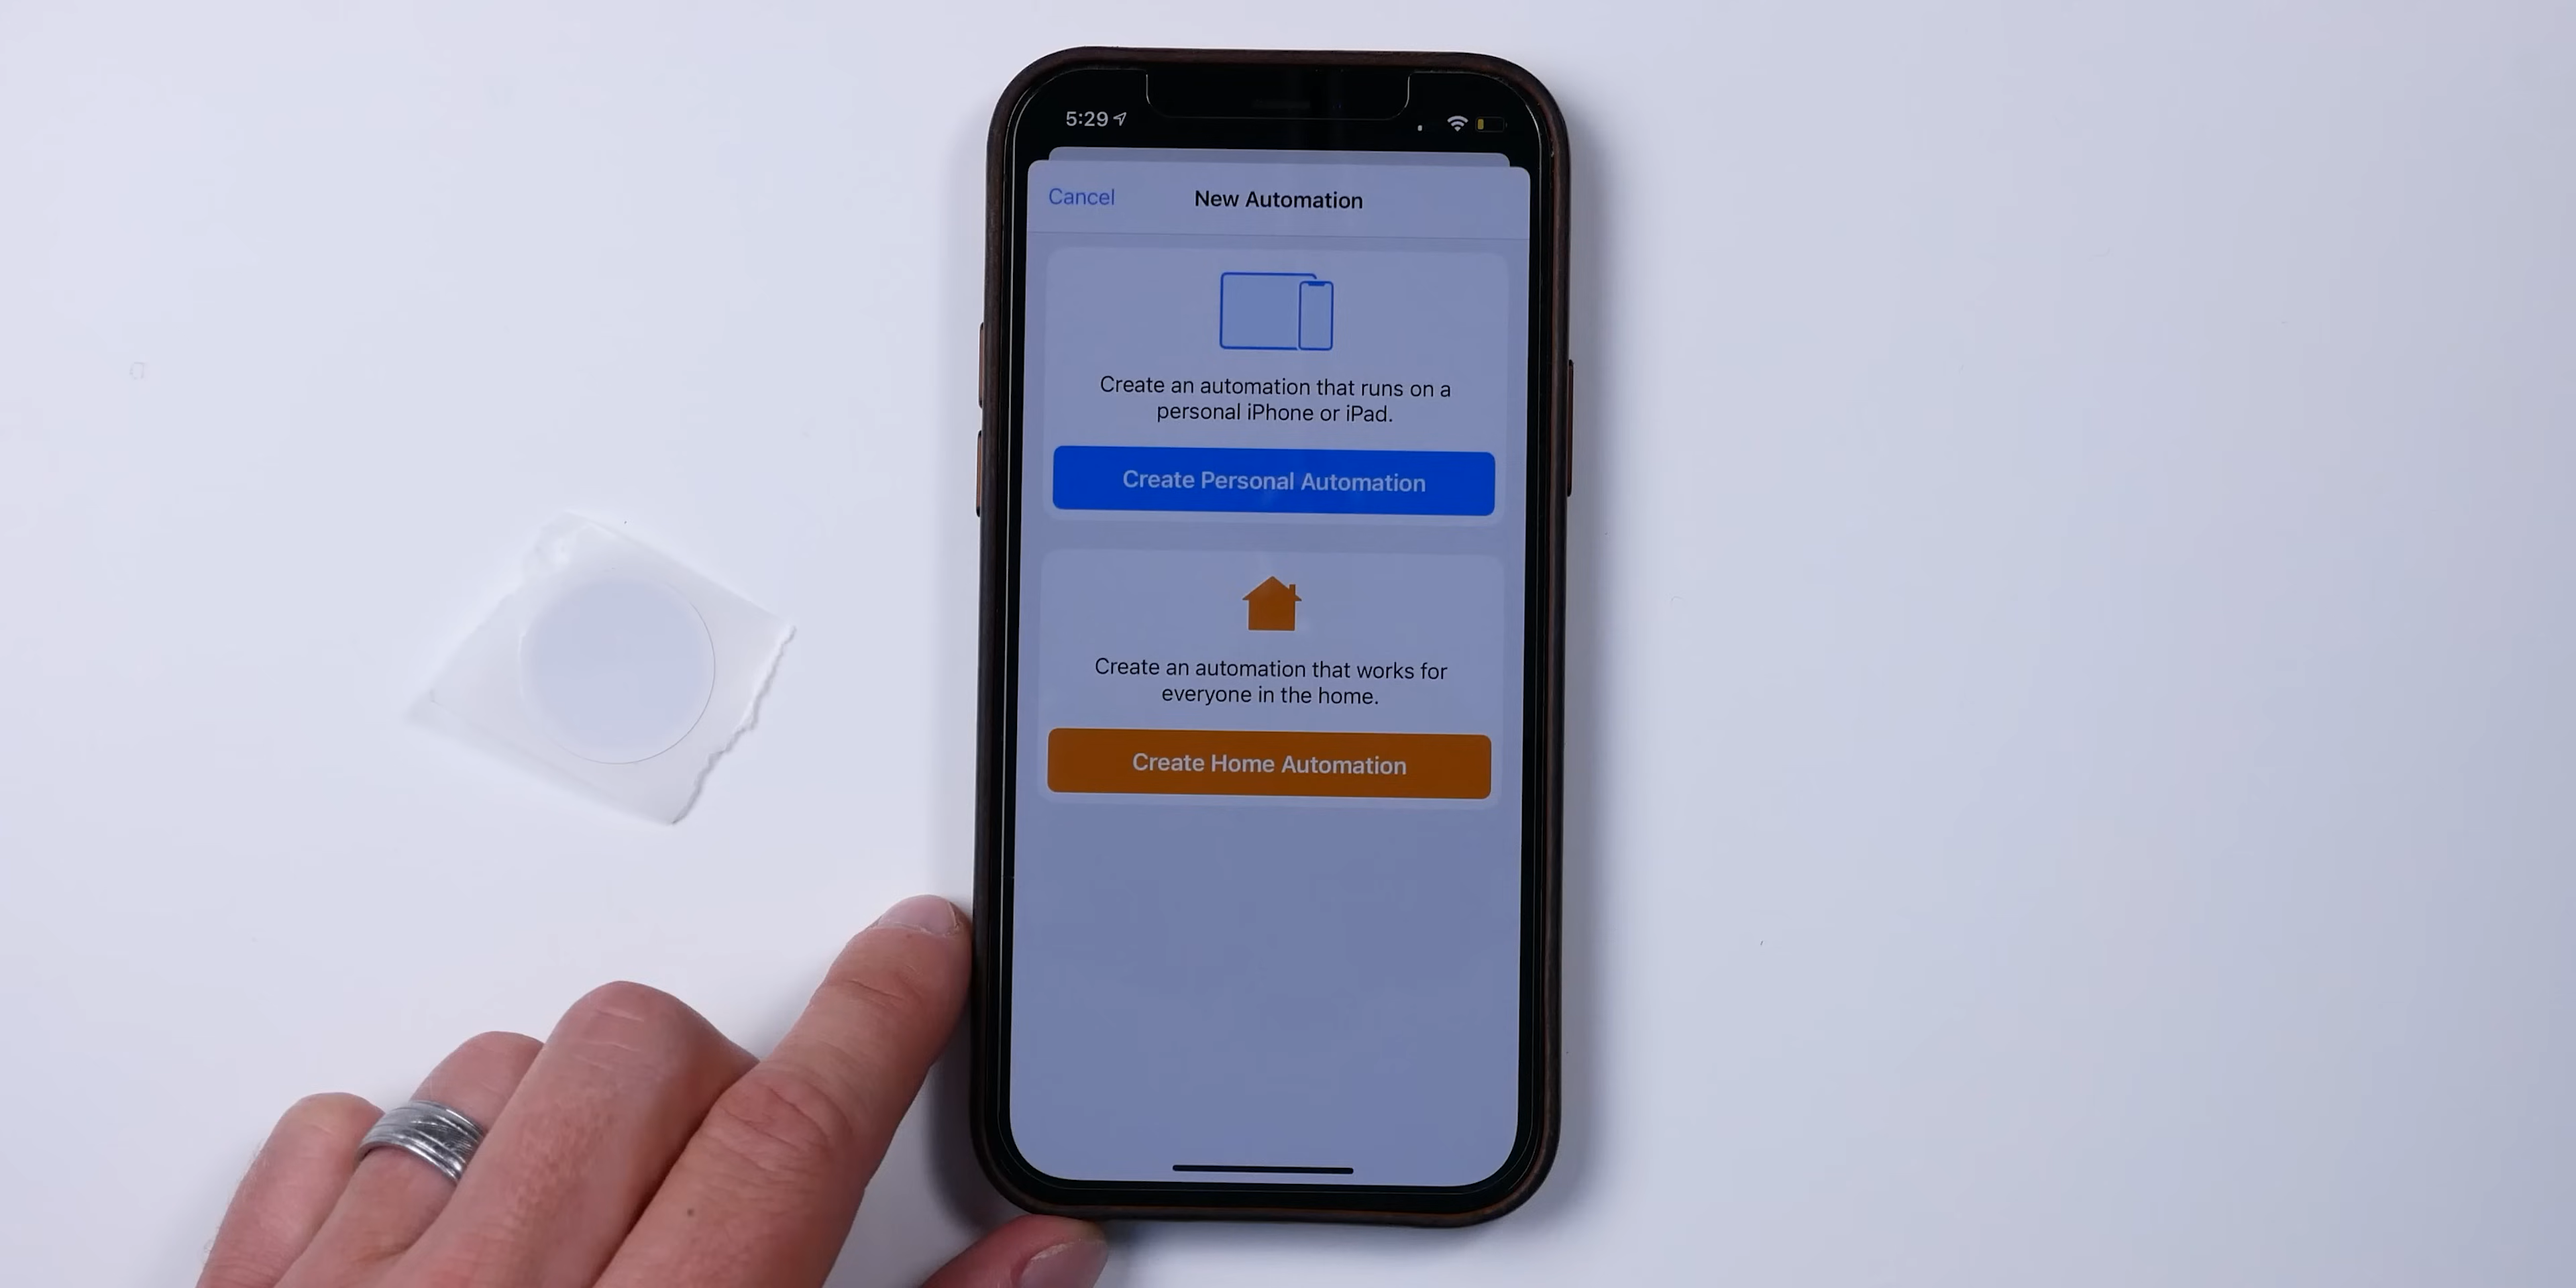 5:29
Cancel
New Automation
Create an automation that runs on a
personal iPhone or iPad.
Create Personal Automation
Create an automation that works for
everyone in the home.
Create Home Automation